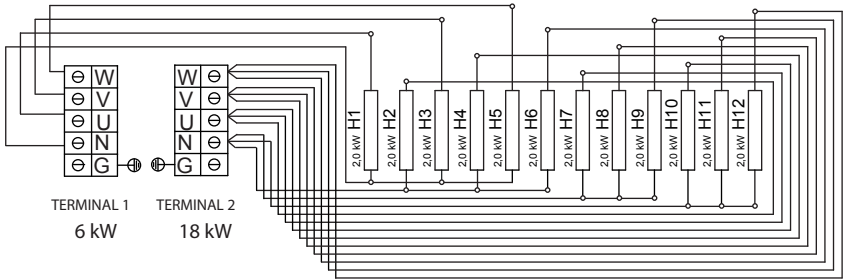 W
V
U
N
G
W
V
U
N
G
TERMINAL 1
6 kW
TERMINAL 2
18 kW
2,0 kW H1
2,0 kW H2
2,0 kW H3
2,0 kW H4
2,0 kW H5
2,0 kW H6
2,0 kW H7
2,0 kW H8
2,0 kW H9
2,0 kW H10
2,0 kW H11
2,0 kW H12